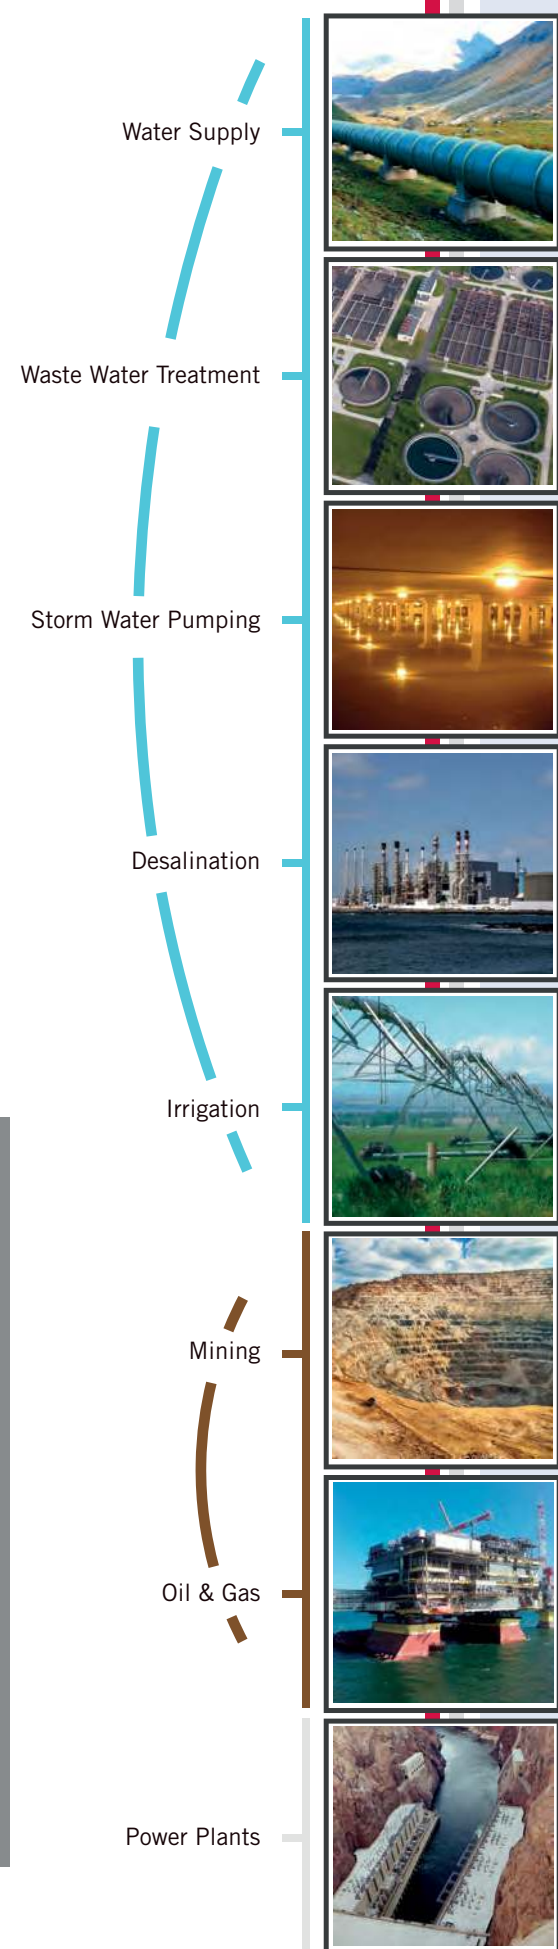 Water Supply
Waste Water Treatment
Storm Water Pumping
Desalination
Irrigation
Mining
Oil & Gas
Power Plants